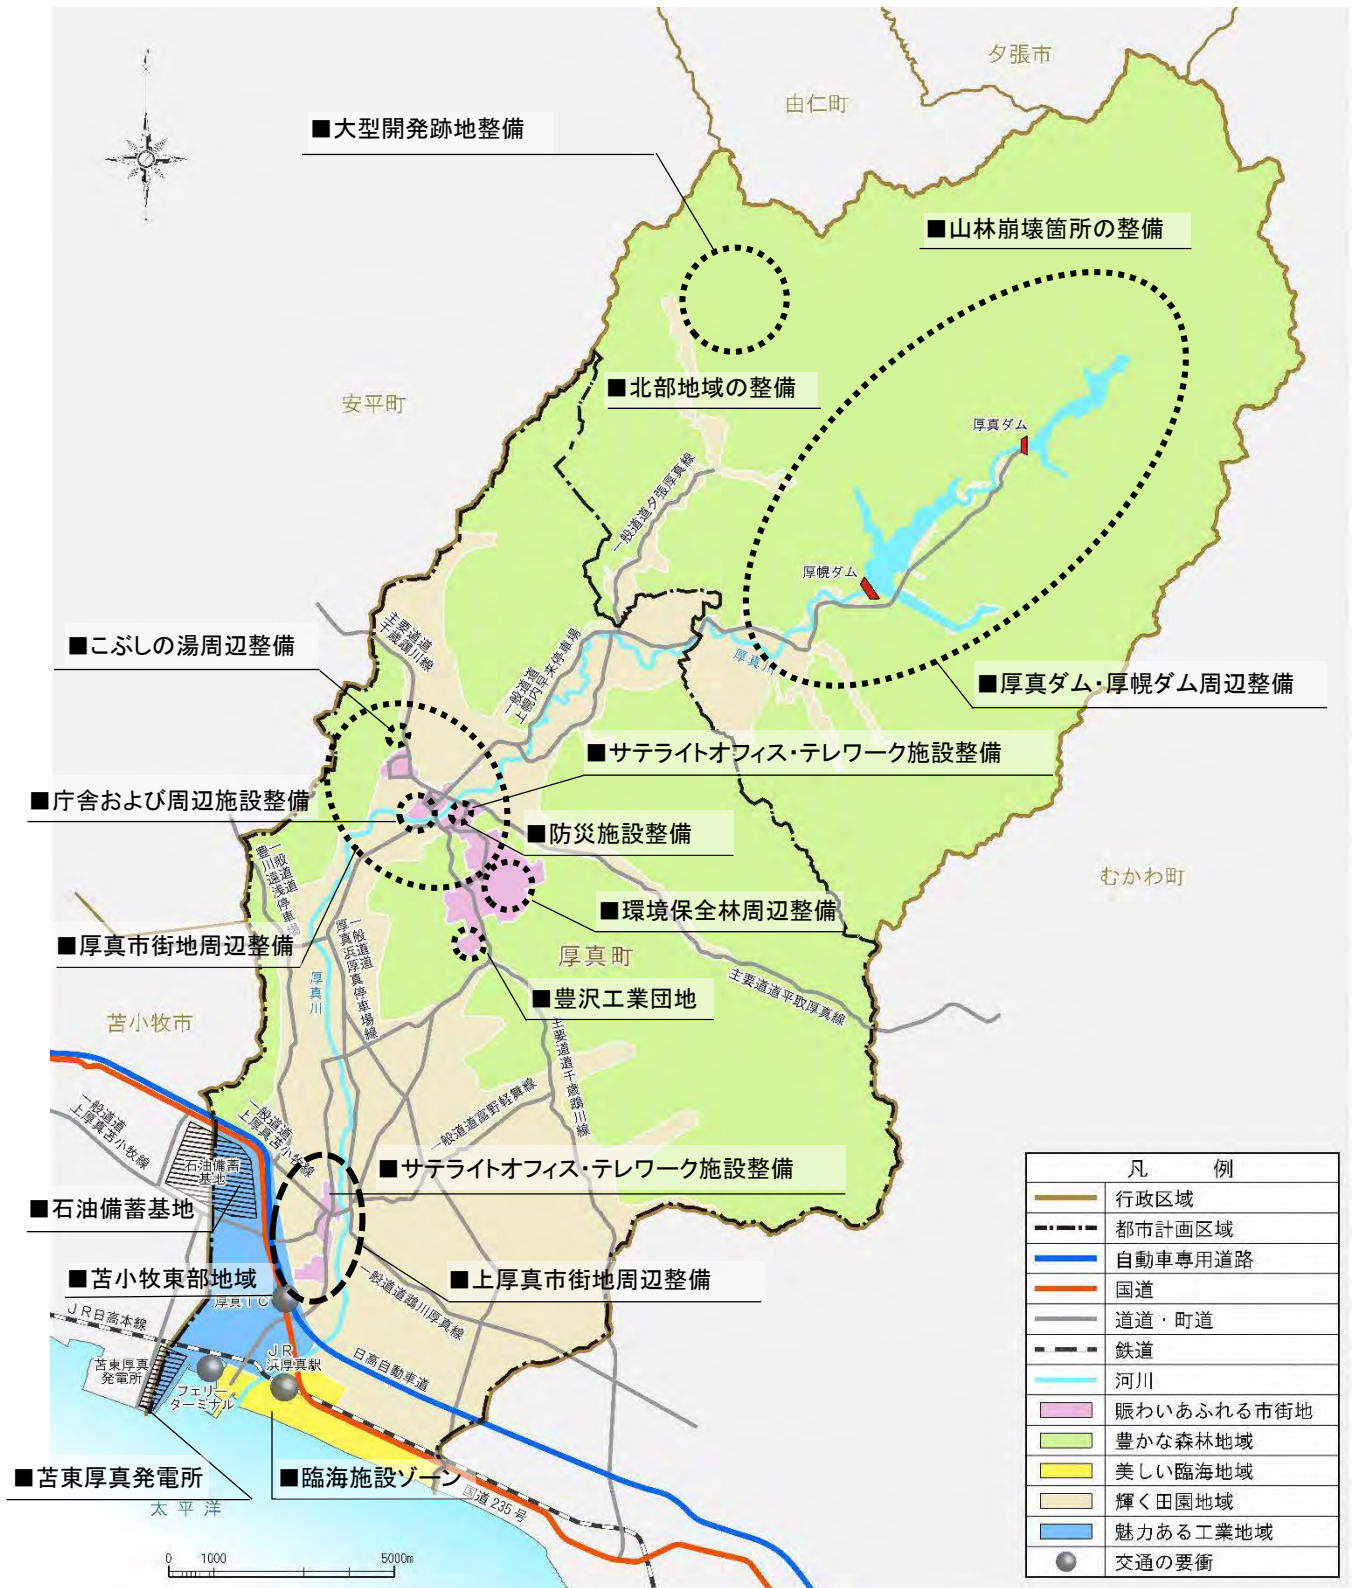 夕張市
由仁町
■大型開発跡地整備
■山林崩壊箇所の整備
安平町
■北部地域の整備
厚真ダム
一般道道夕張厚真線
厚幌ダム
主要道道
千歳鵡川線
■こぶしの湯周辺整備
一般道道
上幌内早来停車場
厚真川
■厚真ダム・厚幌ダム周辺整備
■サテライトオフィス・テレワーク施設整備
■庁舎および周辺施設整備
■防災施設整備
一般道道
豊川遠浅停車場
むかわ町
■環境保全林周辺整備
■厚真市街地周辺整備
一般道道
厚真浜厚真停車場線
厚真町
厚真川
主要道道平取厚真線
■豊沢工業団地
苫小牧市
主要道道千歳鵡川線
一般道道
上厚真苫小牧線
一般道道
上厚真苫小牧線
一般道道富野軽舞線
石油備蓄
基地
■サテライトオフィス・テレワーク施設整備
■石油備蓄基地
■苫小牧東部地域
厚真IC
■上厚真市街地周辺整備
一般道道鵡川厚真線
JR日高本線
JR
浜厚真駅
日高自動車道
苫東厚真
発電所
フェリー
ターミナル
■苫東厚真発電所
■臨海施設ゾーン
国道235号
太平洋
0 1000 5000m
凡例
行政区域
都市計画区域
自動車専用道路
国道
道道・町道
鉄道
河川
賑わいあふれる市街地
豊かな森林地域
美しい臨海地域
輝く田園地域
魅力ある工業地域
交通の要衝